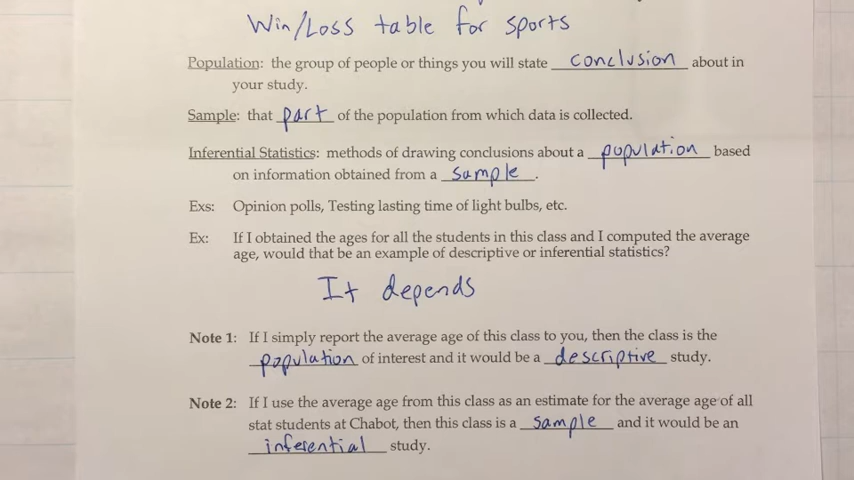 Win/Loss table for sports
Population: the group of people or things you will state conclusion about in
your study.
Sample: that part of the population from which data is collected.
Inferential Statistics: methods of drawing conclusions about a population based
on information obtained from a sample.
Exs: Opinion polls, Testing lasting time of light bulbs, etc.
Ex: If I obtained the ages for all the students in this class and I computed the average
age, would that be an example of descriptive or inferential statistics?
It depends
Note 1: If I simply report the average age of this class to you, then the class is the
population of interest and it would be a descriptive study.
Note 2: If I use the average age from this class as an estimate for the average age of all
stat students at Chabot, then this class is a sample and it would be an
inferential study.